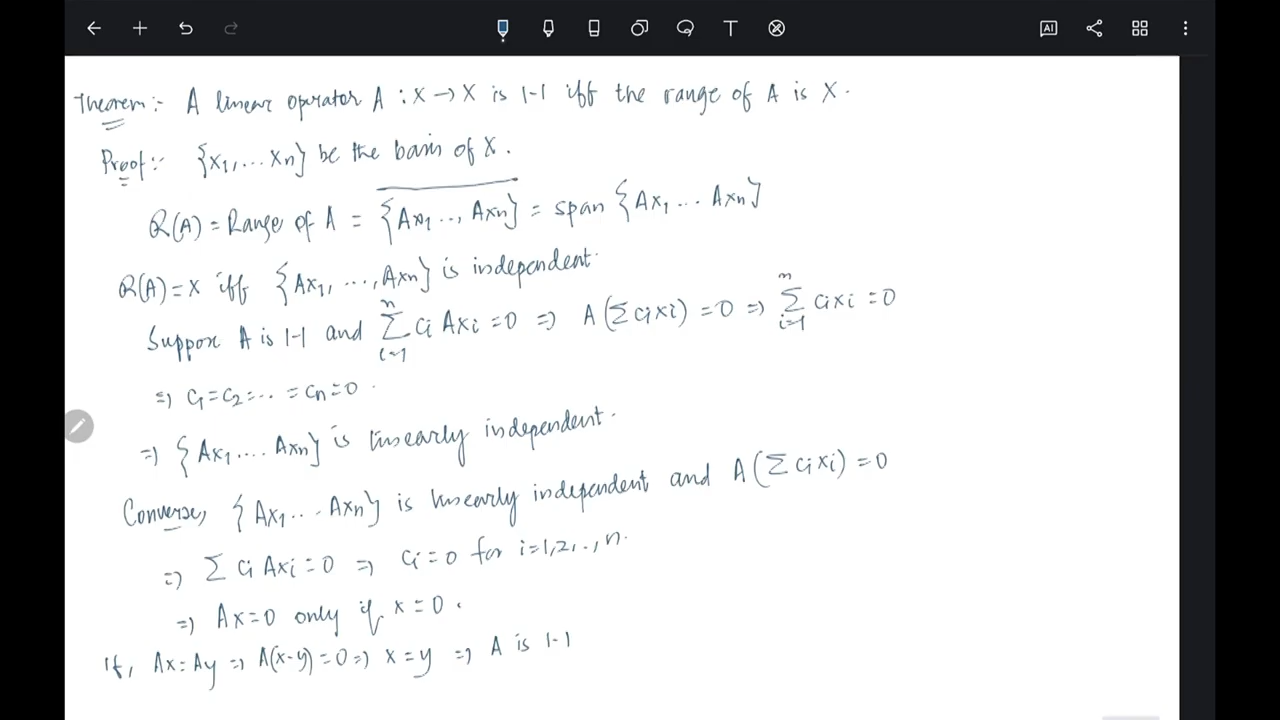 AI
Theorem:- A linear operator A : X → X is 1-1 iff the range of A is X.
Proof:- {x₁, ... xₙ} be the basis of X.
R(A) = Range of A = {Ax₁ ..., Axₙ} = span {Ax₁ ... Axₙ}
R(A) = X iff {Ax₁, ..., Axₙ} is independent.
Suppose A is 1-1 and ∑ᵢ₌₁ⁿ cᵢ Axᵢ = 0 ⇒ A(∑cᵢxᵢ) = 0 ⇒ ∑ᵢ₌₁ⁿ cᵢxᵢ = 0
⇒ c₁ = c₂ = ... = cₙ = 0.
⇒ {Ax₁ .... Axₙ} is linearly independent.
Converse, {Ax₁ ... Axₙ} is linearly independent and A(∑cᵢxᵢ) = 0
⇒ ∑ cᵢ Axᵢ = 0 ⇒ cᵢ = 0 for i = 1,2,..,n.
⇒ Ax = 0 only if x = 0.
If, Ax = Ay ⇒ A(x-y) = 0 ⇒ x = y ⇒ A is 1-1